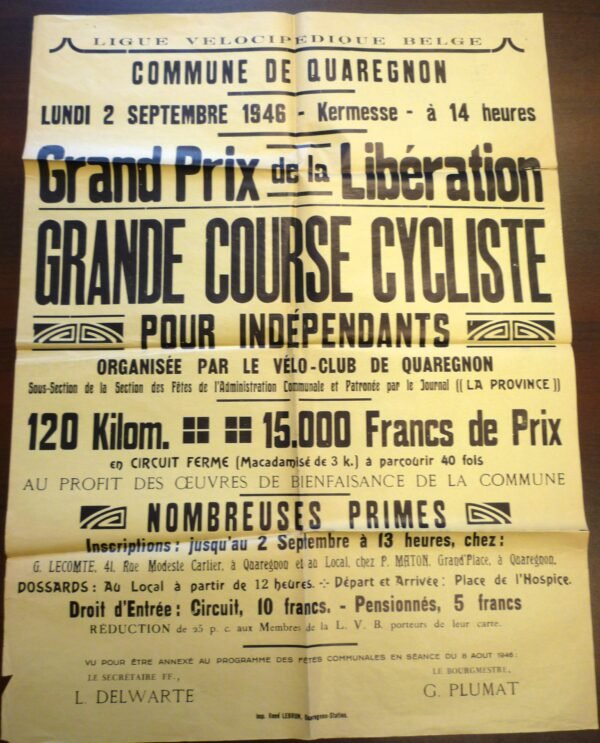 LIGUE VELOCIPEDIQUE BELGE
COMMUNE DE QUAREGNON
LUNDI 2 SEPTEMBRE 1946 - Kermesse - à 14 heures
Grand Prix de la Libération
GRANDE COURSE CYCLISTE
POUR INDÉPENDANTS
ORGANISÉE PAR LE VÉLO-CLUB DE QUAREGNON
Sous-Section de la Section des Fêtes de l'Administration Communale et Patronée par le Journal (( LA PROVINCE ))
120 Kilom. 15.000 Francs de Prix
en CIRCUIT FERME (Macadamisé de 3 k.) à parcourir 40 fois
AU PROFIT DES ŒUVRES DE BIENFAISANCE DE LA COMMUNE
NOMBREUSES PRIMES
Inscriptions : jusqu'au 2 Septembre à 13 heures, chez :
G. LECOMTE, 41, Rue Modeste Cartier, à Quaregnon et au Local, chez P. MATON, Grand'Place, à Quaregnon.
DOSSARDS : Au Local à partir de 12 heures. -:- Départ et Arrivée : Place de l'Hospice.
Droit d'Entrée : Circuit, 10 francs. - Pensionnés, 5 francs
RÉDUCTION de 25 p. c. aux Membres de la L. V. B. porteurs de leur carte.
VU POUR ÊTRE ANNEXÉ AU PROGRAMME DES FÊTES COMMUNALES EN SÉANCE DU 8 AOUT 1946 :
LE SECRÉTAIRE FF.,
L. DELWARTE
LE BOURGMESTRE,
G. PLUMAT
Imp. René LEBRUN, Quaregnon-Station.